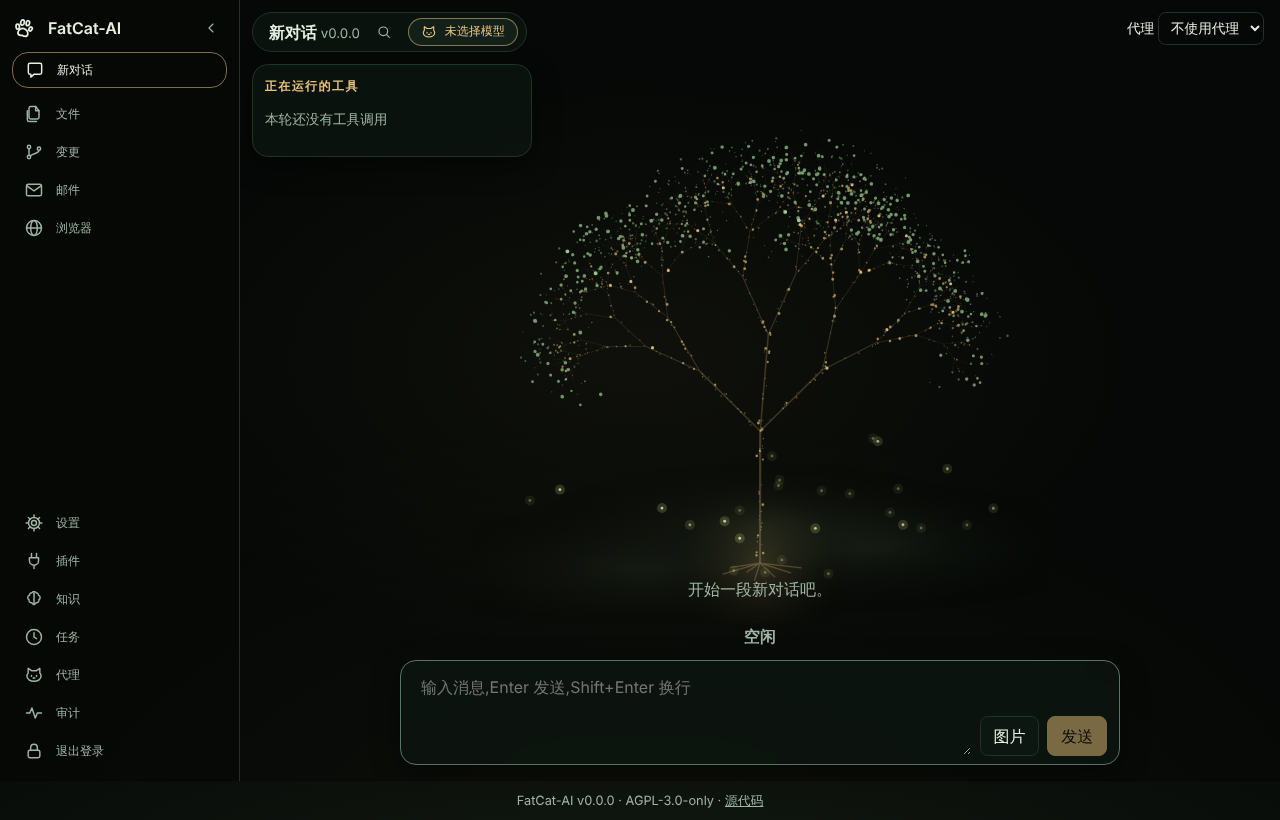 FatCat-AI
新对话
文件
变更
邮件
浏览器
设置
插件
知识
任务
代理
审计
退出登录
新对话 v0.0.0 未选择模型
代理 不使用代理
正在运行的工具
本轮还没有工具调用
开始一段新对话吧。
空闲
输入消息,Enter 发送,Shift+Enter 换行
图片 发送
FatCat-AI v0.0.0 · AGPL-3.0-only · 源代码